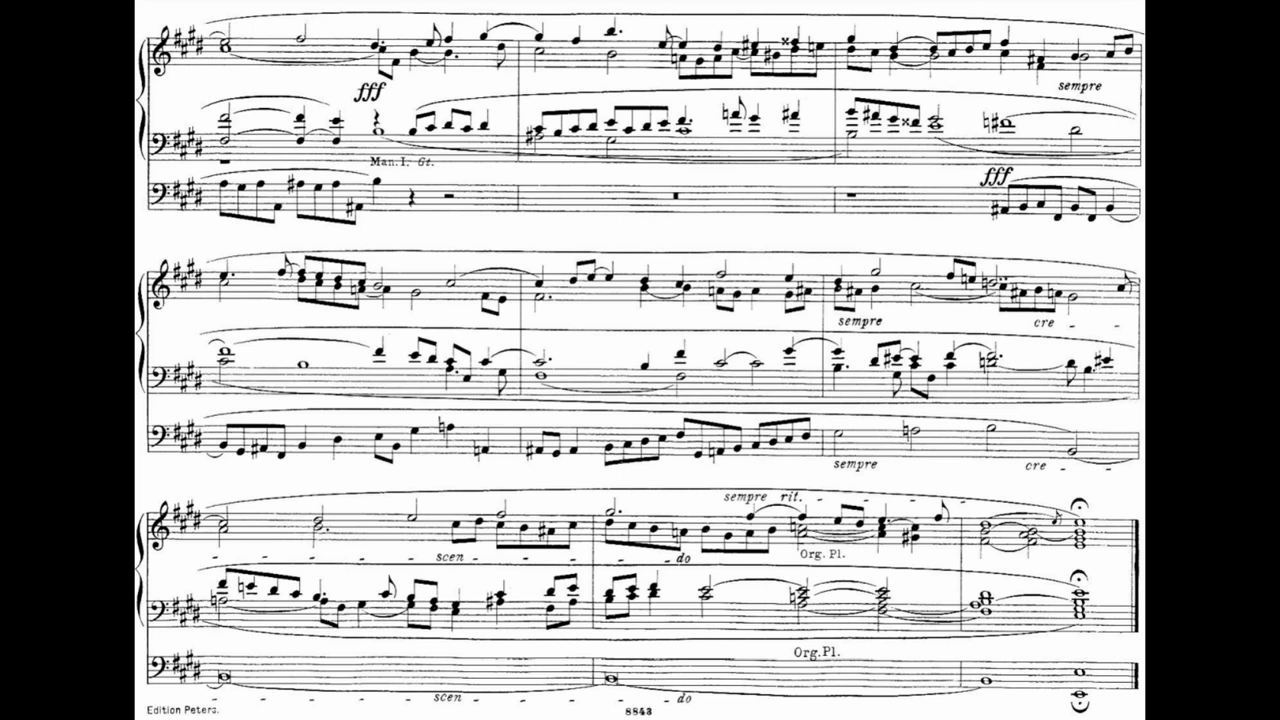 fff
sempre
Man. I. Gt.
fff
sempre cre - -
sempre cre - -
sempre rit. - - - - -
- - - - - scen - - - - - do
Org. Pl.
Org. Pl.
- - - - - scen - - - - - do
Edition Peters. 8843